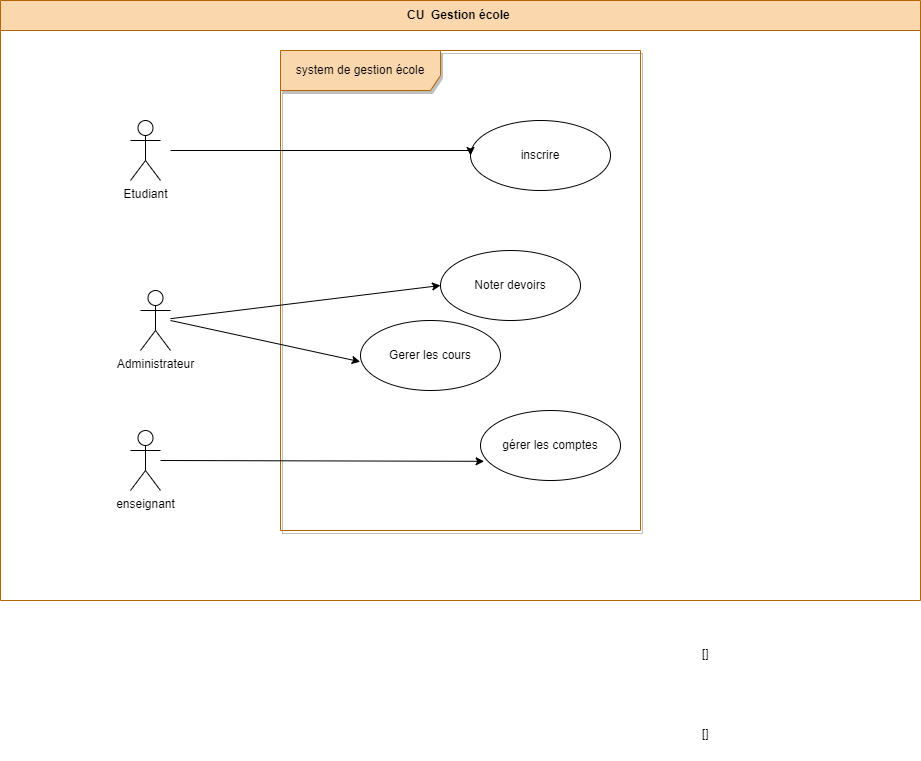 CU  Gestion école
system de gestion école
inscrire
Etudiant
Noter devoirs
Gerer les cours
Administrateur
gérer les comptes
enseignant
[]
[]